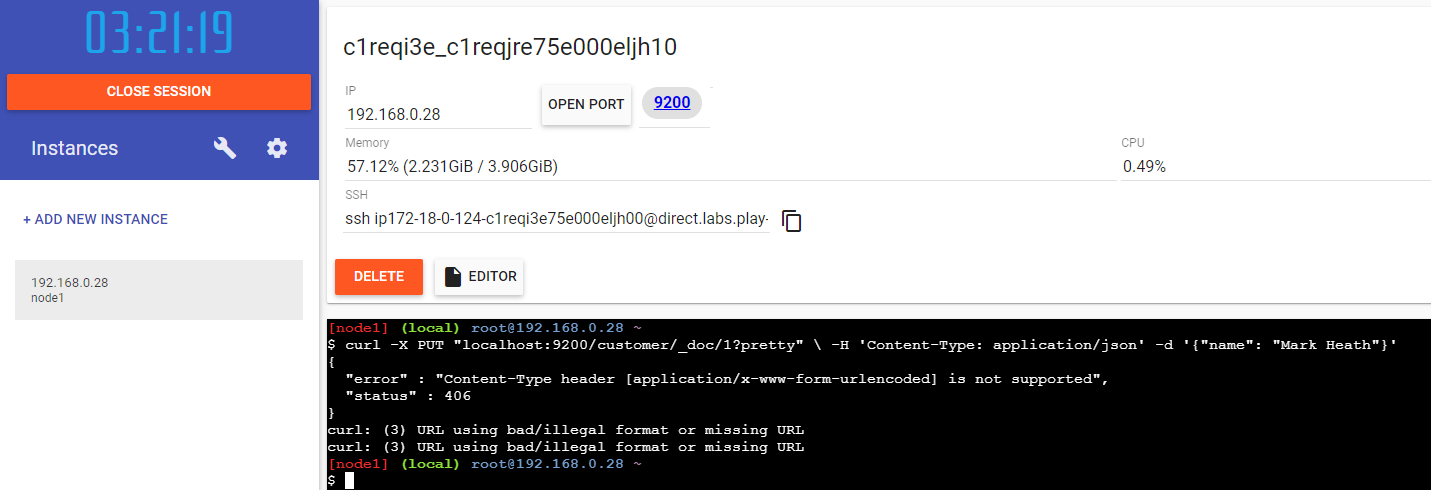 03:21:19
CLOSE SESSION
Instances
+ ADD NEW INSTANCE
192.168.0.28
node1
c1reqi3e_c1reqjre75e000eljh10
IP
192.168.0.28
OPEN PORT
9200
Memory
57.12% (2.231GiB / 3.906GiB)
CPU
0.49%
SSH
ssh ip172-18-0-124-c1reqi3e75e000eljh00@direct.labs.play-
DELETE
EDITOR
[node1] (local) root@192.168.0.28 ~
$ curl -X PUT "localhost:9200/customer/_doc/1?pretty" \ -H 'Content-Type: application/json' -d '{"name": "Mark Heath"}'
{
  "error" : "Content-Type header [application/x-www-form-urlencoded] is not supported",
  "status" : 406
}
curl: (3) URL using bad/illegal format or missing URL
curl: (3) URL using bad/illegal format or missing URL
[node1] (local) root@192.168.0.28 ~
$